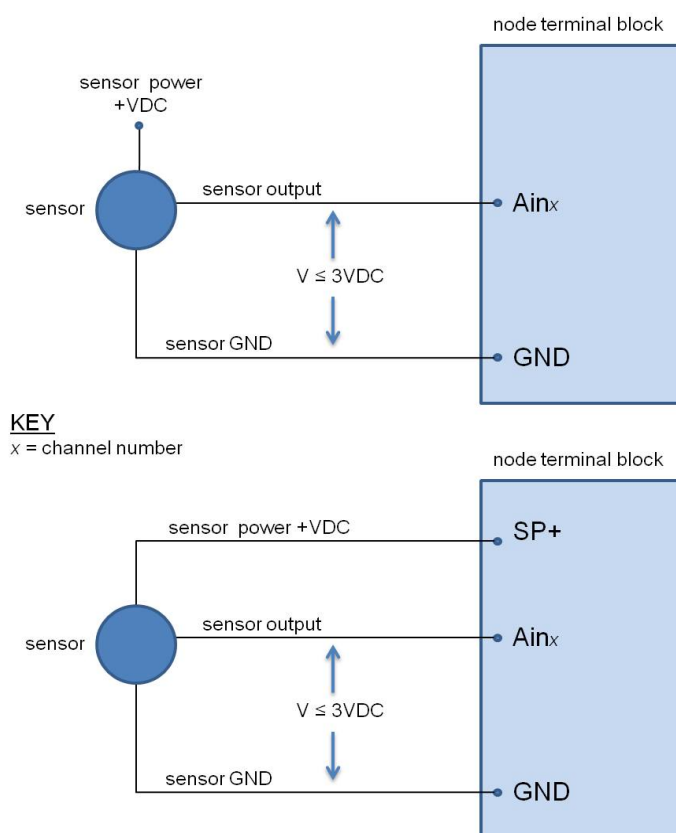 node terminal block
sensor power
+VDC
sensor output
Ainx
sensor
V ≤ 3VDC
sensor GND
GND
KEY
x = channel number
node terminal block
sensor power +VDC
SP+
sensor output
Ainx
sensor
V ≤ 3VDC
sensor GND
GND